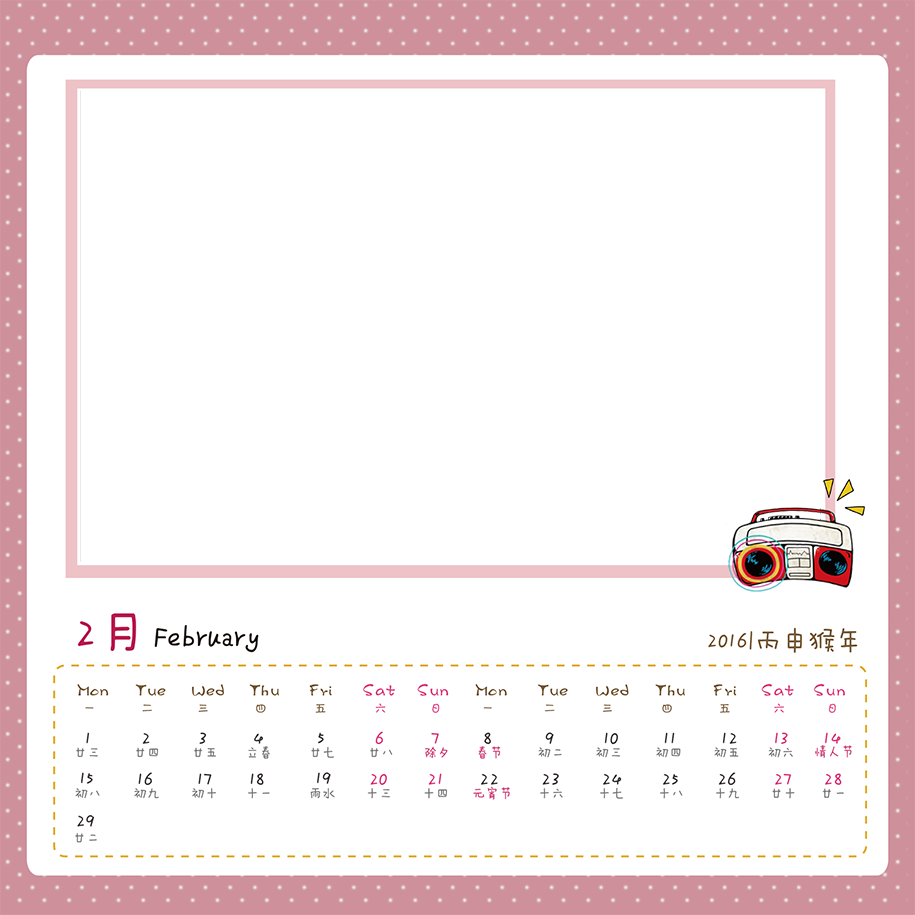 2月 February 2016|丙申猴年
Mon Tue Wed Thu Fri Sat Sun Mon Tue Wed Thu Fri Sat Sun
一 二 三 四 五 六 日 一 二 三 四 五 六 日
1 2 3 4 5 6 7 8 9 10 11 12 13 14
廿三 廿四 廿五 立春 廿七 廿八 除夕 春节 初二 初三 初四 初五 初六 情人节
15 16 17 18 19 20 21 22 23 24 25 26 27 28
初八 初九 初十 十一 雨水 十三 十四 元宵节 十六 十七 十八 十九 廿十 廿一
29
廿二